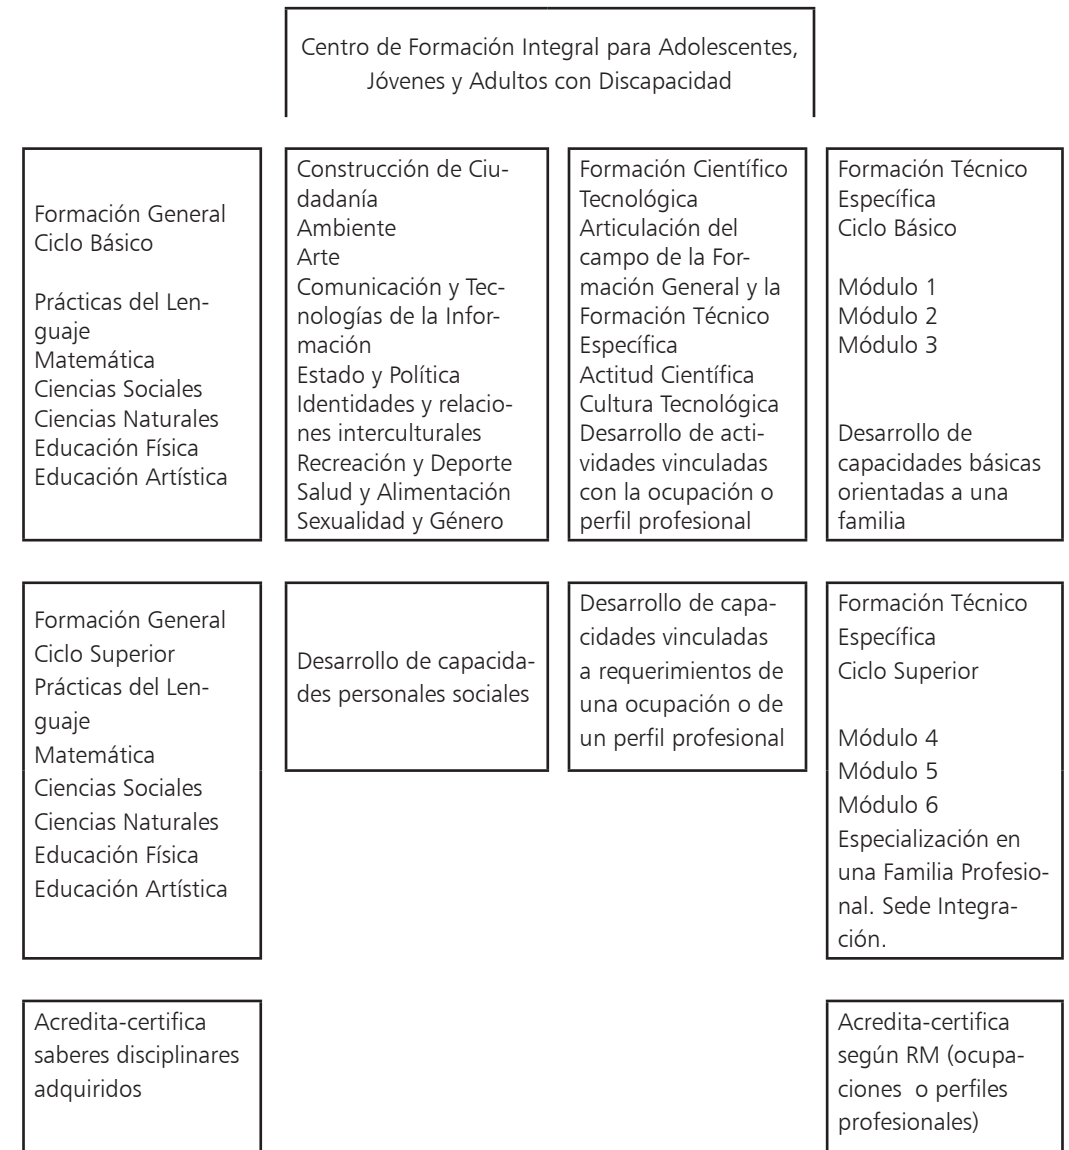 Centro de Formación Integral para Adolescentes,
Jóvenes y Adultos con Discapacidad
Formación General
Ciclo Básico
Prácticas del Len-
guaje
Matemática
Ciencias Sociales
Ciencias Naturales
Educación Física
Educación Artística
Construcción de Ciu-
dadanía
Ambiente
Arte
Comunicación y Tec-
nologías de la Infor-
mación
Estado y Política
Identidades y relacio-
nes interculturales
Recreación y Deporte
Salud y Alimentación
Sexualidad y Género
Formación Científico
Tecnológica
Articulación del
campo de la For-
mación General y la
Formación Técnico
Específica
Actitud Científica
Cultura Tecnológica
Desarrollo de acti-
vidades vinculadas
con la ocupación o
perfil profesional
Formación Técnico
Específica
Ciclo Básico
Módulo 1
Módulo 2
Módulo 3
Desarrollo de
capacidades básicas
orientadas a una
familia
Formación General
Ciclo Superior
Prácticas del Len-
guaje
Matemática
Ciencias Sociales
Ciencias Naturales
Educación Física
Educación Artística
Desarrollo de capacida-
des personales sociales
Desarrollo de capa-
cidades vinculadas
a requerimientos de
una ocupación o de
un perfil profesional
Formación Técnico
Específica
Ciclo Superior
Módulo 4
Módulo 5
Módulo 6
Especialización en
una Familia Profesio-
nal. Sede Integra-
ción.
Acredita-certifica
saberes disciplinares
adquiridos
Acredita-certifica
según RM (ocupa-
ciones o perfiles
profesionales)